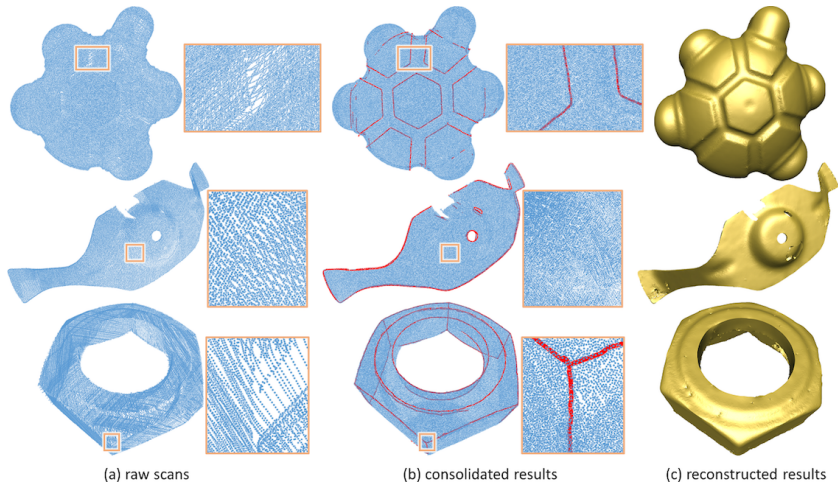 (a) raw scans
(b) consolidated results
(c) reconstructed results